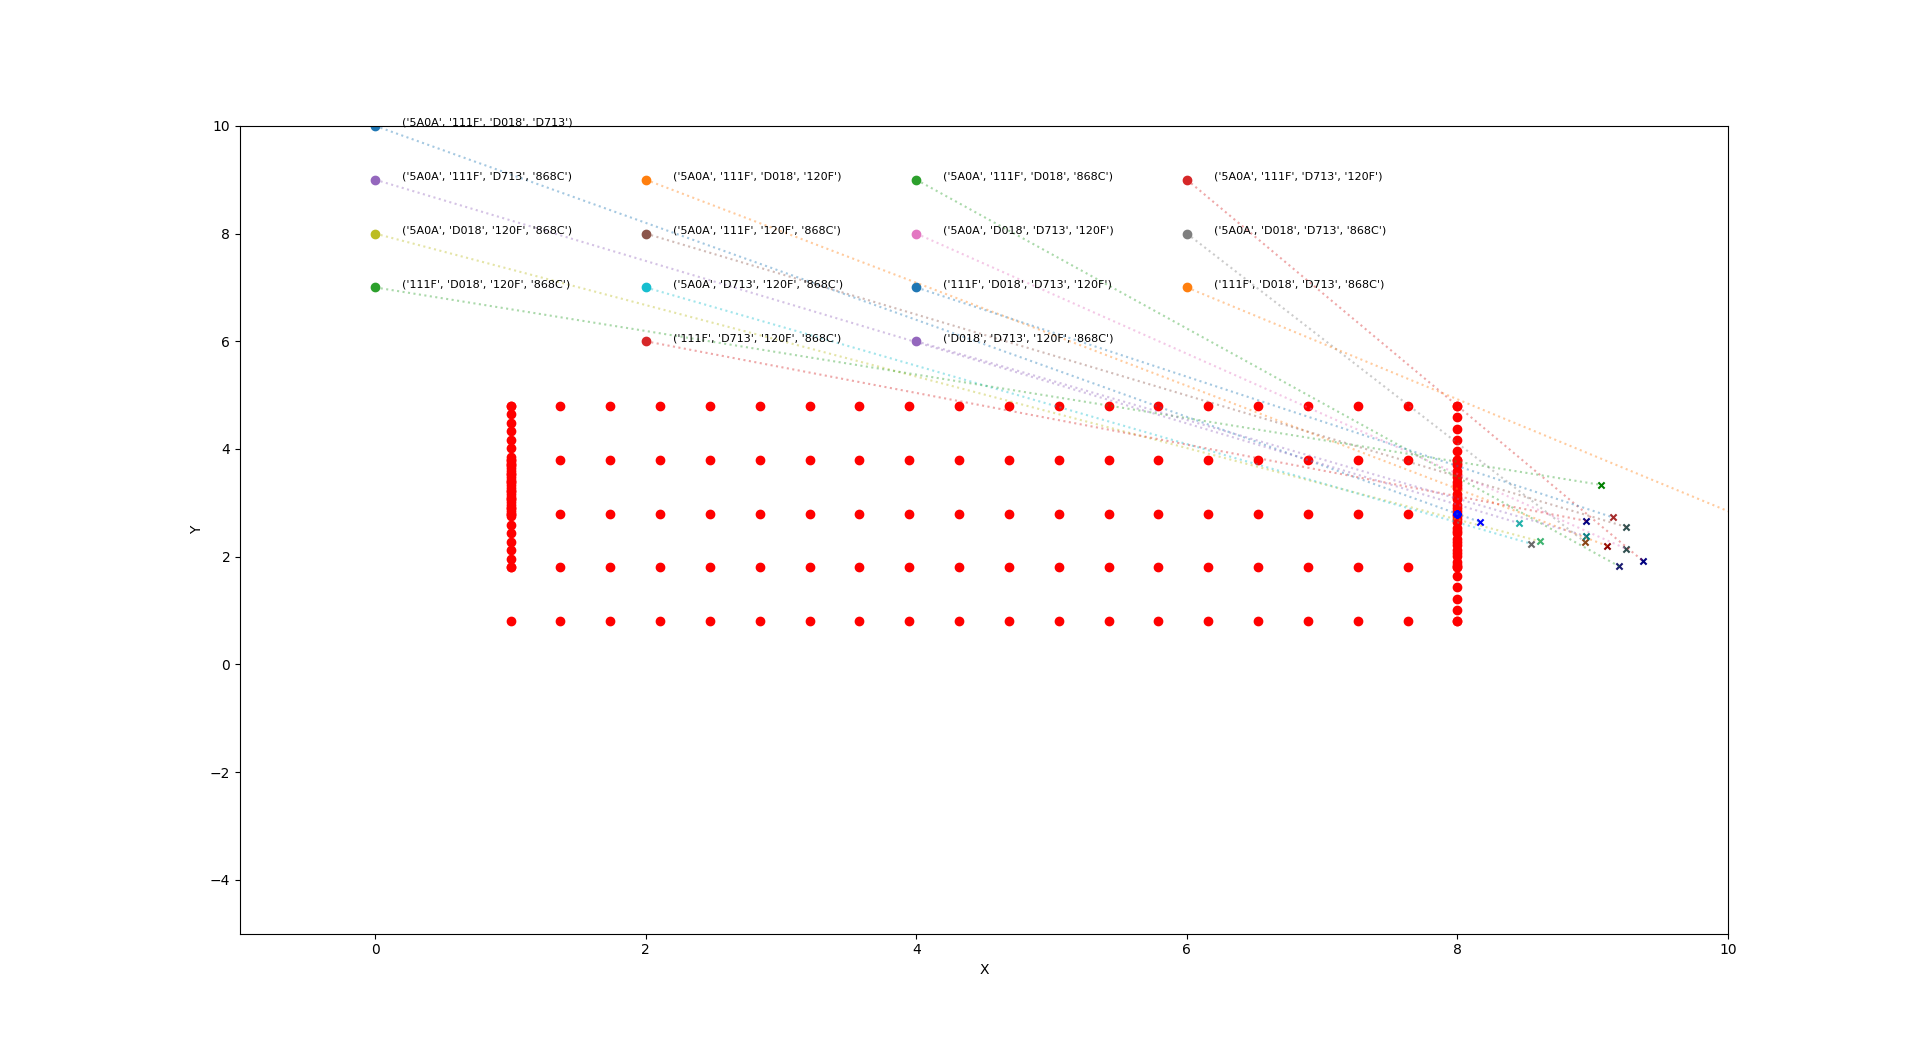 10
('5A0A', '111F', 'D018', 'D713')
('5A0A', '111F', 'D713', '868C')
('5A0A', '111F', 'D018', '120F')
('5A0A', '111F', 'D018', '868C')
('5A0A', '111F', 'D713', '120F')
8
('5A0A', 'D018', '120F', '868C')
('5A0A', '111F', '120F', '868C')
('5A0A', 'D018', 'D713', '120F')
('5A0A', 'D018', 'D713', '868C')
('111F', 'D018', '120F', '868C')
('5A0A', 'D713', '120F', '868C')
('111F', 'D018', 'D713', '120F')
('111F', 'D018', 'D713', '868C')
6
('111F', 'D713', '120F', '868C')
('D018', 'D713', '120F', '868C')
4
Y
2
0
−2
−4
0 2 4 6 8 10
X